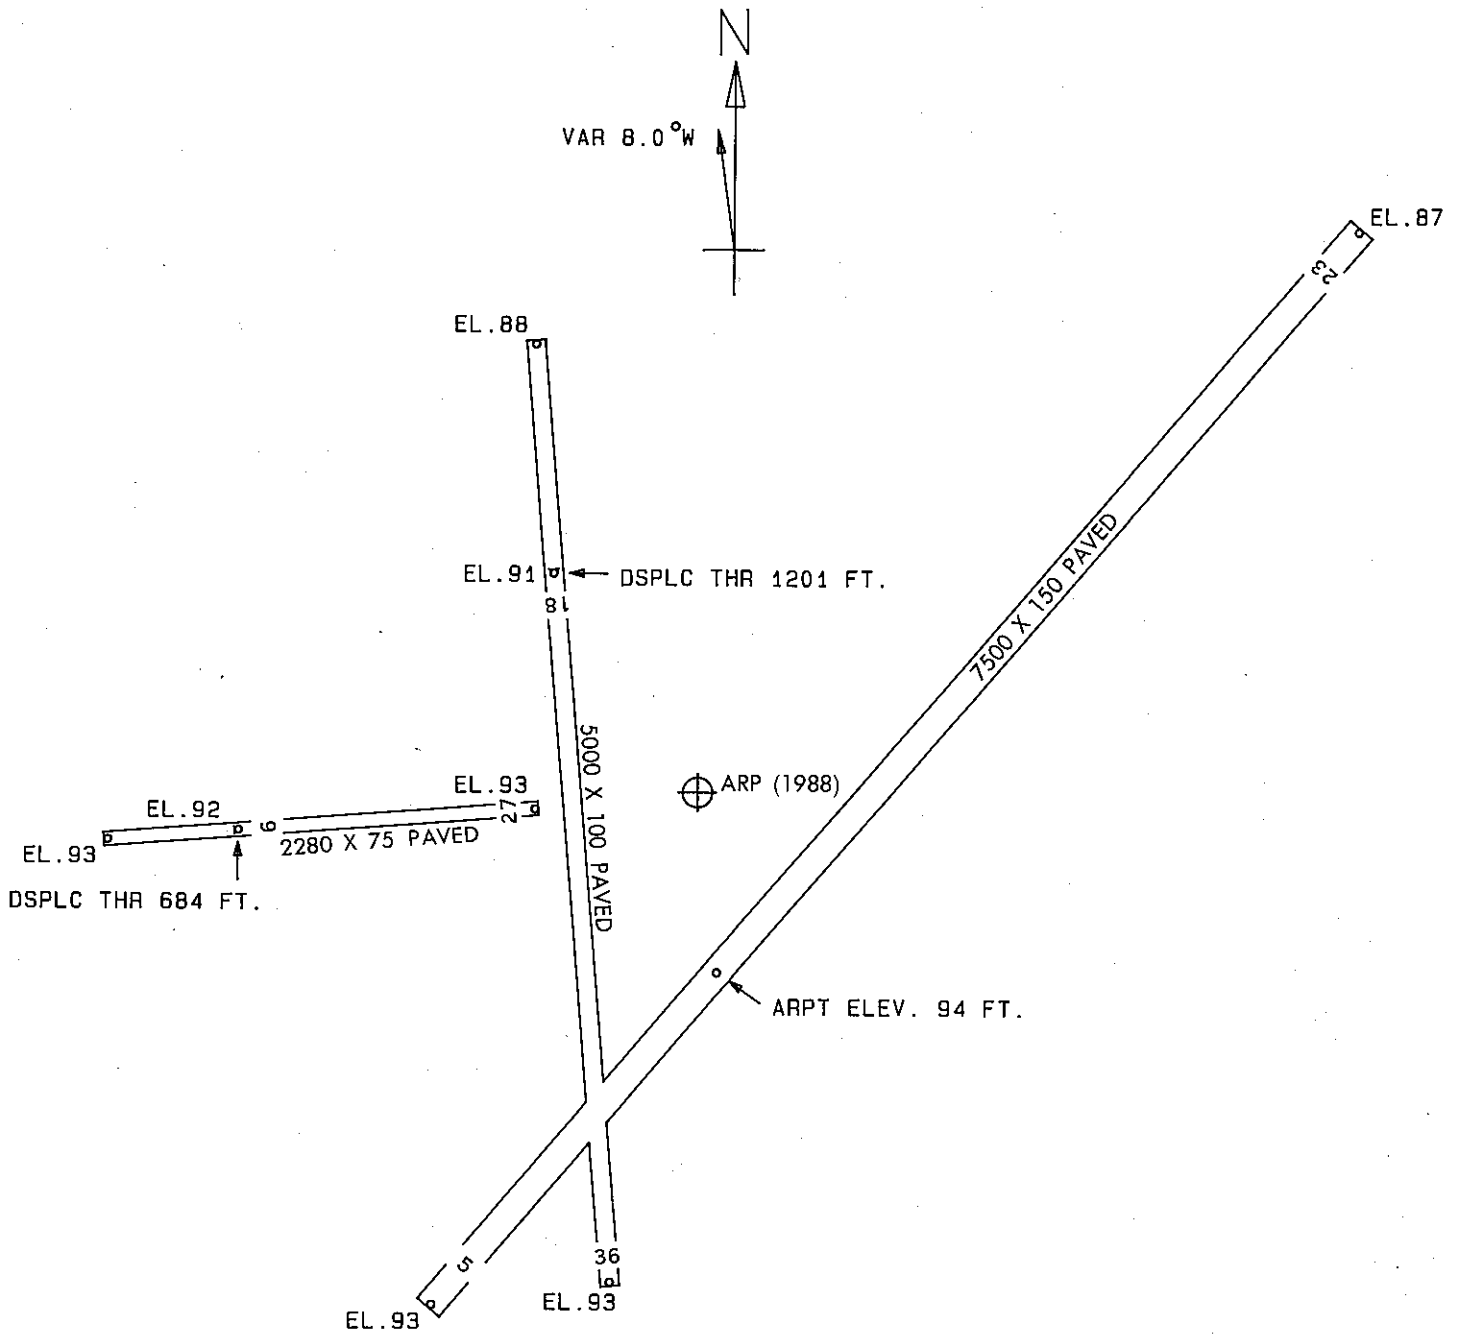 N
VAR 8.0°W
EL.87
23
EL.88
EL.91
DSPLC THR 1201 FT.
18
7500 X 150 PAVED
5000 X 100 PAVED
EL.93
27
ARP (1988)
EL.92
9
2280 X 75 PAVED
EL.93
DSPLC THR 684 FT.
ARPT ELEV. 94 FT.
36
5
EL.93
EL.93